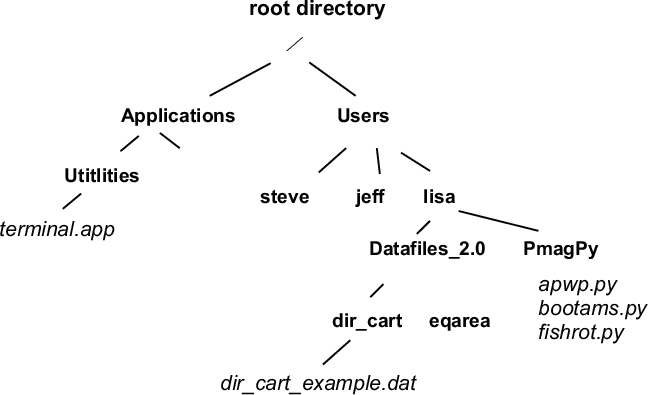 root directory
/
Applications
Users
Utitlities
steve
jeff
lisa
terminal.app
Datafiles_2.0
PmagPy
apwp.py
bootams.py
fishrot.py
dir_cart
eqarea
dir_cart_example.dat